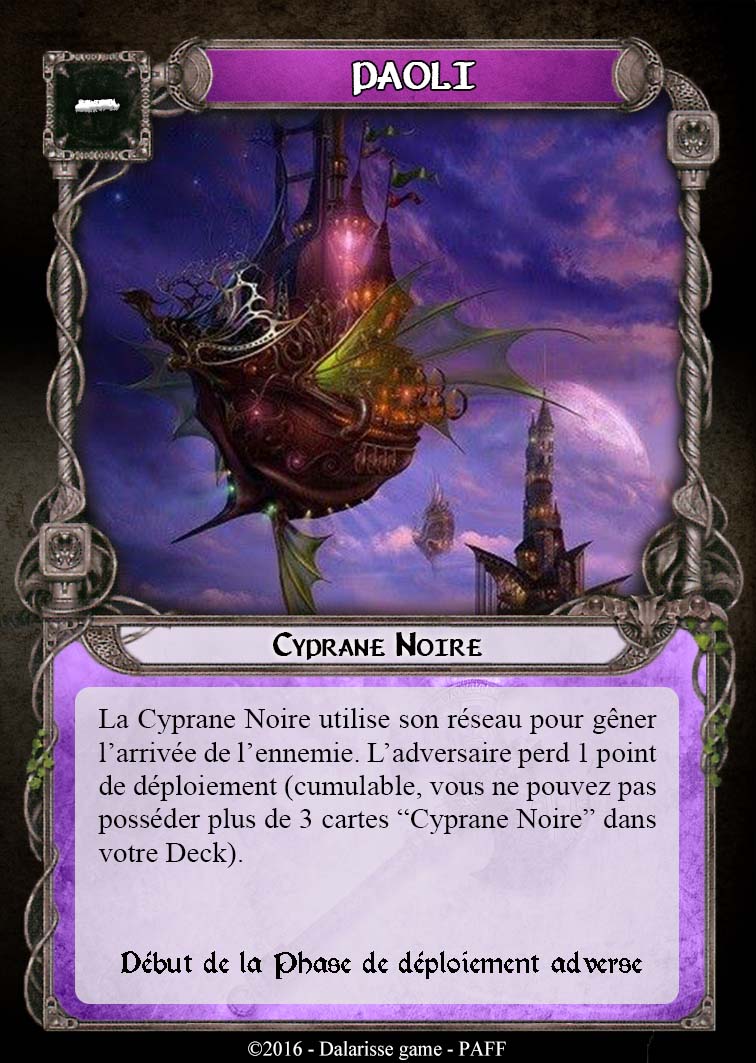 PAOLI
-
Cyprane Noire
La Cyprane Noire utilise son réseau pour gêner
l’arrivée de l’ennemie. L’adversaire perd 1 point
de déploiement (cumulable, vous ne pouvez pas
posséder plus de 3 cartes “Cyprane Noire” dans
votre Deck).
Début de la Phase de déploiement adverse
©2016 - Dalarisse game - PAFF